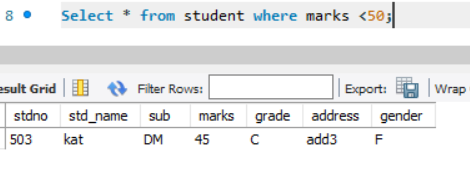 8 Select * from student where marks <50;
esult Grid Filter Rows: Export: Wrap
stdno std_name sub marks grade address gender
503 kat DM 45 C add3 F